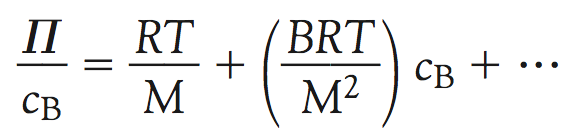 Π/c_B = RT/M + (BRT/M²) c_B + ⋯